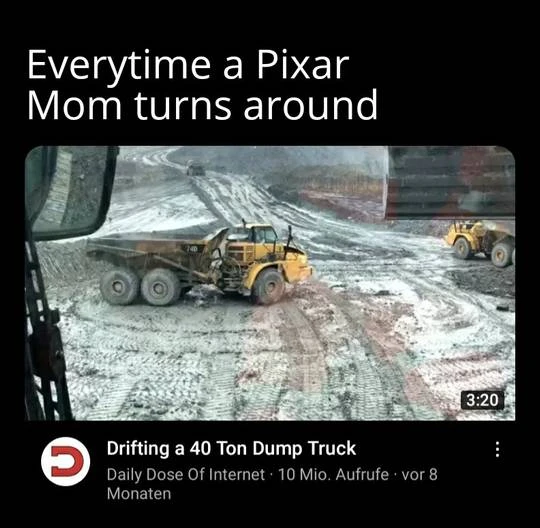 Everytime a Pixar
Mom turns around
740
3:20
Drifting a 40 Ton Dump Truck
Daily Dose Of Internet · 10 Mio. Aufrufe · vor 8
Monaten